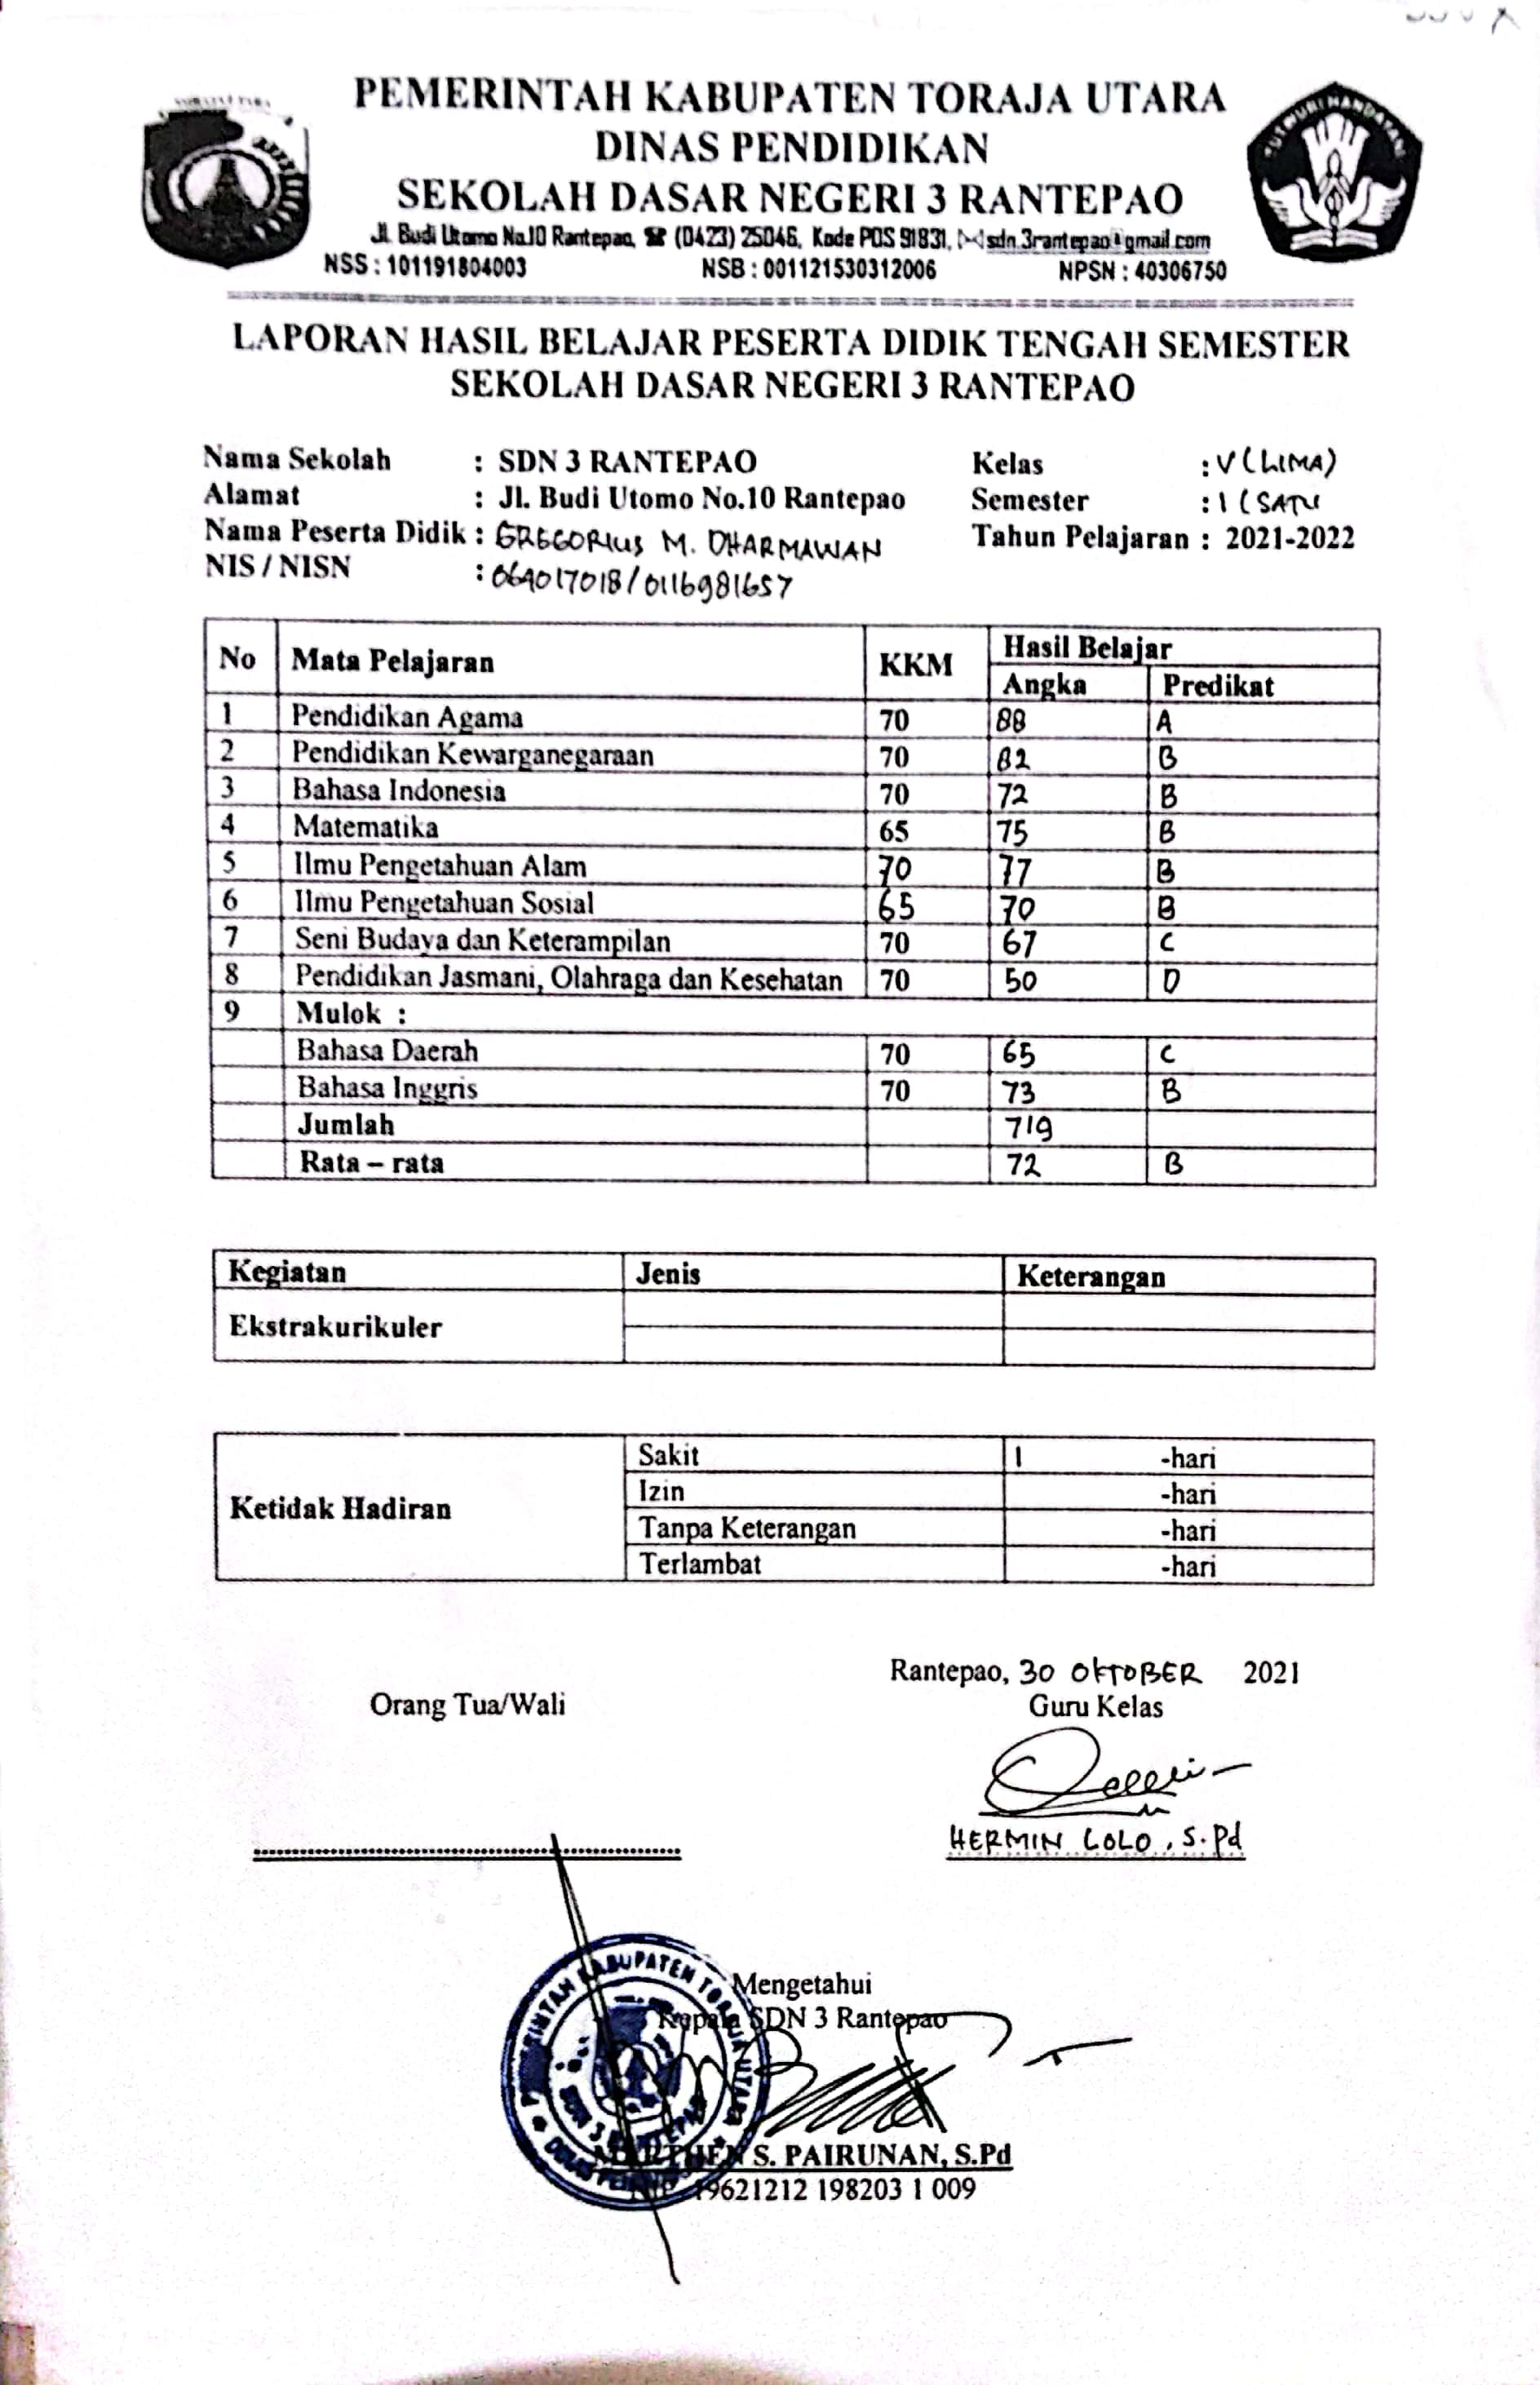 PEMERINTAH KABUPATEN TORAJA UTARA
DINAS PENDIDIKAN
SEKOLAH DASAR NEGERI 3 RANTEPAO
Jl. Budi Utomo No.10 Rantepao, ☎ (0423) 25046, Kode POS 91831, sdn.3rantepao@gmail.com
NSS : 101191804003 NSB : 001121530312006 NPSN : 40306750
TUT WURI HANDAYANI
LAPORAN HASIL BELAJAR PESERTA DIDIK TENGAH SEMESTER
SEKOLAH DASAR NEGERI 3 RANTEPAO
Nama Sekolah : SDN 3 RANTEPAO Kelas : V (LIMA)
Alamat : Jl. Budi Utomo No.10 Rantepao Semester : I (SATU
Nama Peserta Didik : GREGORIUS M. DHARMAWAN Tahun Pelajaran : 2021-2022
NIS / NISN : 064017018/0116981657
No Mata Pelajaran KKM Hasil Belajar
Angka Predikat
1 Pendidikan Agama 70 88 A
2 Pendidikan Kewarganegaraan 70 82 B
3 Bahasa Indonesia 70 72 B
4 Matematika 65 75 B
5 Ilmu Pengetahuan Alam 70 77 B
6 Ilmu Pengetahuan Sosial 65 70 B
7 Seni Budaya dan Keterampilan 70 67 C
8 Pendidikan Jasmani, Olahraga dan Kesehatan 70 50 D
9 Mulok :
Bahasa Daerah 70 65 C
Bahasa Inggris 70 73 B
Jumlah 719
Rata – rata 72 B
Kegiatan Jenis Keterangan
Ekstrakurikuler
Ketidak Hadiran
Sakit 1 -hari
Izin -hari
Tanpa Keterangan -hari
Terlambat -hari
Rantepao, 30 OKTOBER 2021
Orang Tua/Wali Guru Kelas
HERMIN LOLO, S.Pd
Mengetahui
Kepala SDN 3 Rantepao
KABUPATEN TORAJA UTARA
SDN 3 RANTEPAO
MARTHEN S. PAIRUNAN, S.Pd
NIP. 19621212 198203 1 009